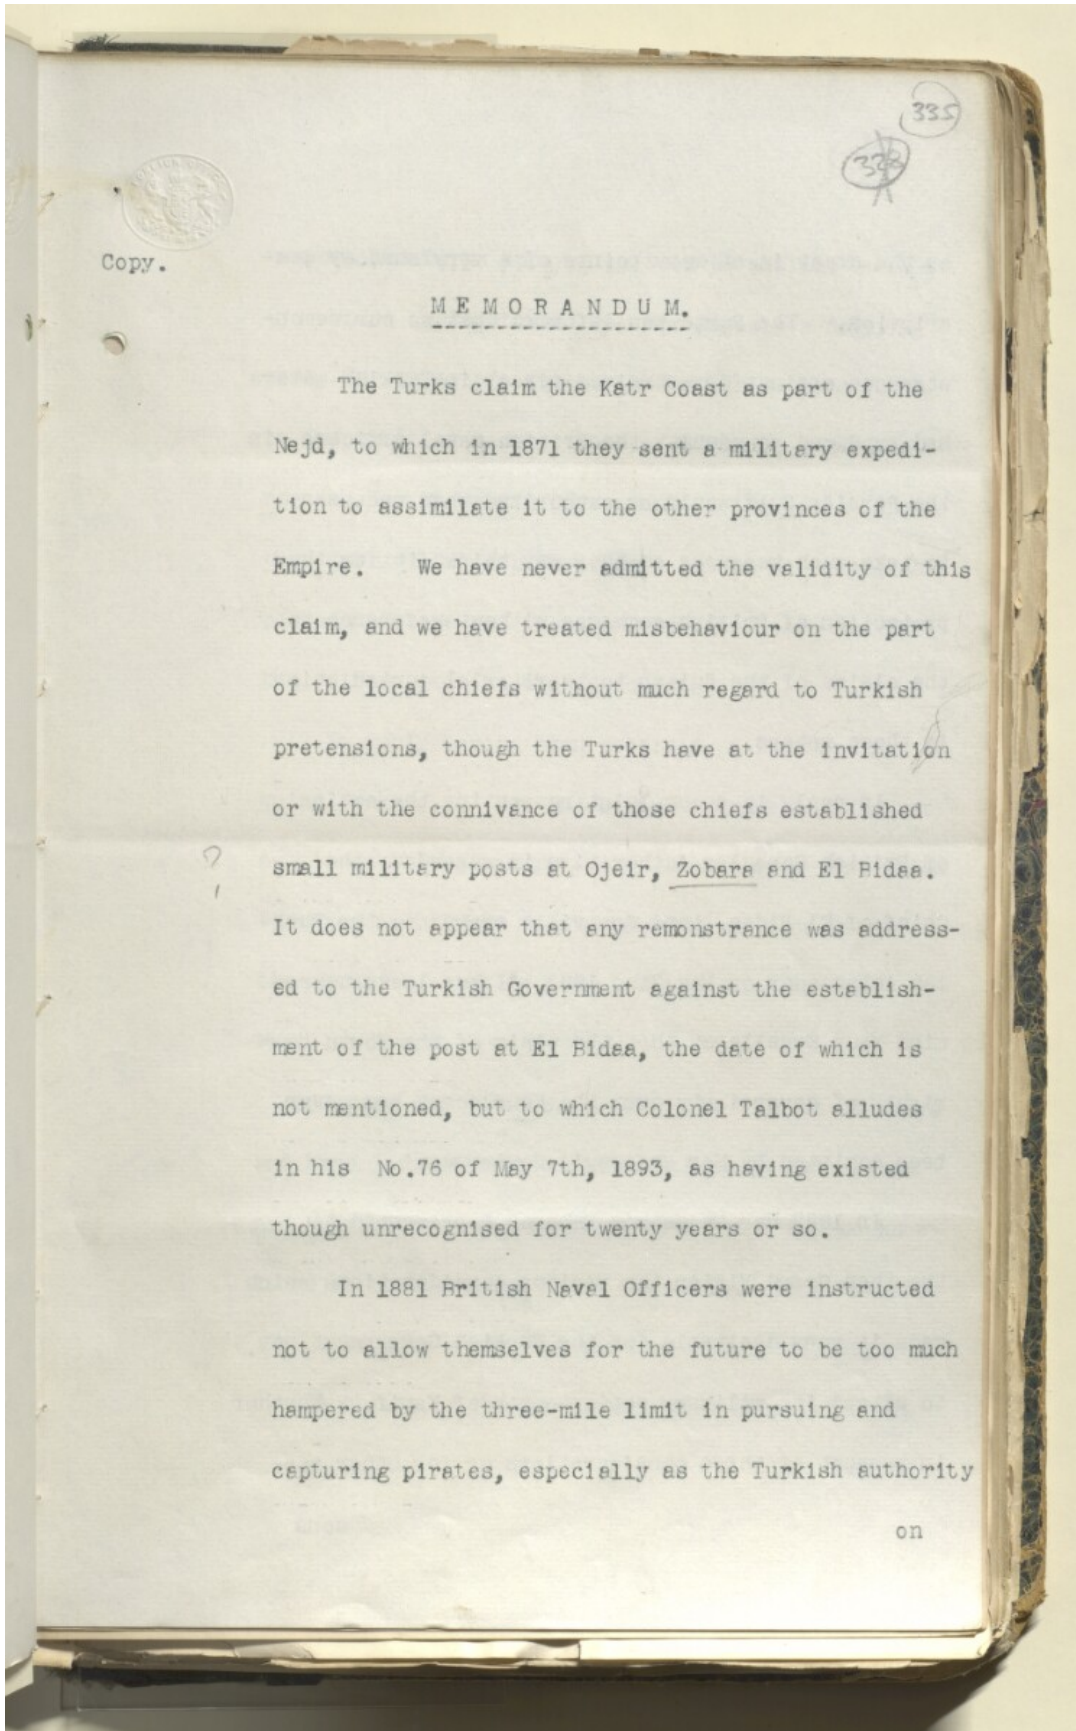 335
Copy.
MEMORANDUM.
The Turks claim the Katr Coast as part of the
Nejd, to which in 1871 they sent a military expedi-
tion to assimilate it to the other provinces of the
Empire. We have never admitted the validity of this
claim, and we have treated misbehaviour on the part
of the local chiefs without much regard to Turkish
pretensions, though the Turks have at the invitation
or with the connivance of those chiefs established
?
small military posts at Ojeir, Zobara and El Bidaa.
It does not appear that any remonstrance was address-
ed to the Turkish Government against the establish-
ment of the post at El Bidaa, the date of which is
not mentioned, but to which Colonel Talbot alludes
in his No.76 of May 7th, 1893, as having existed
though unrecognised for twenty years or so.
In 1881 British Naval Officers were instructed
not to allow themselves for the future to be too much
hampered by the three-mile limit in pursuing and
capturing pirates, especially as the Turkish authority
on